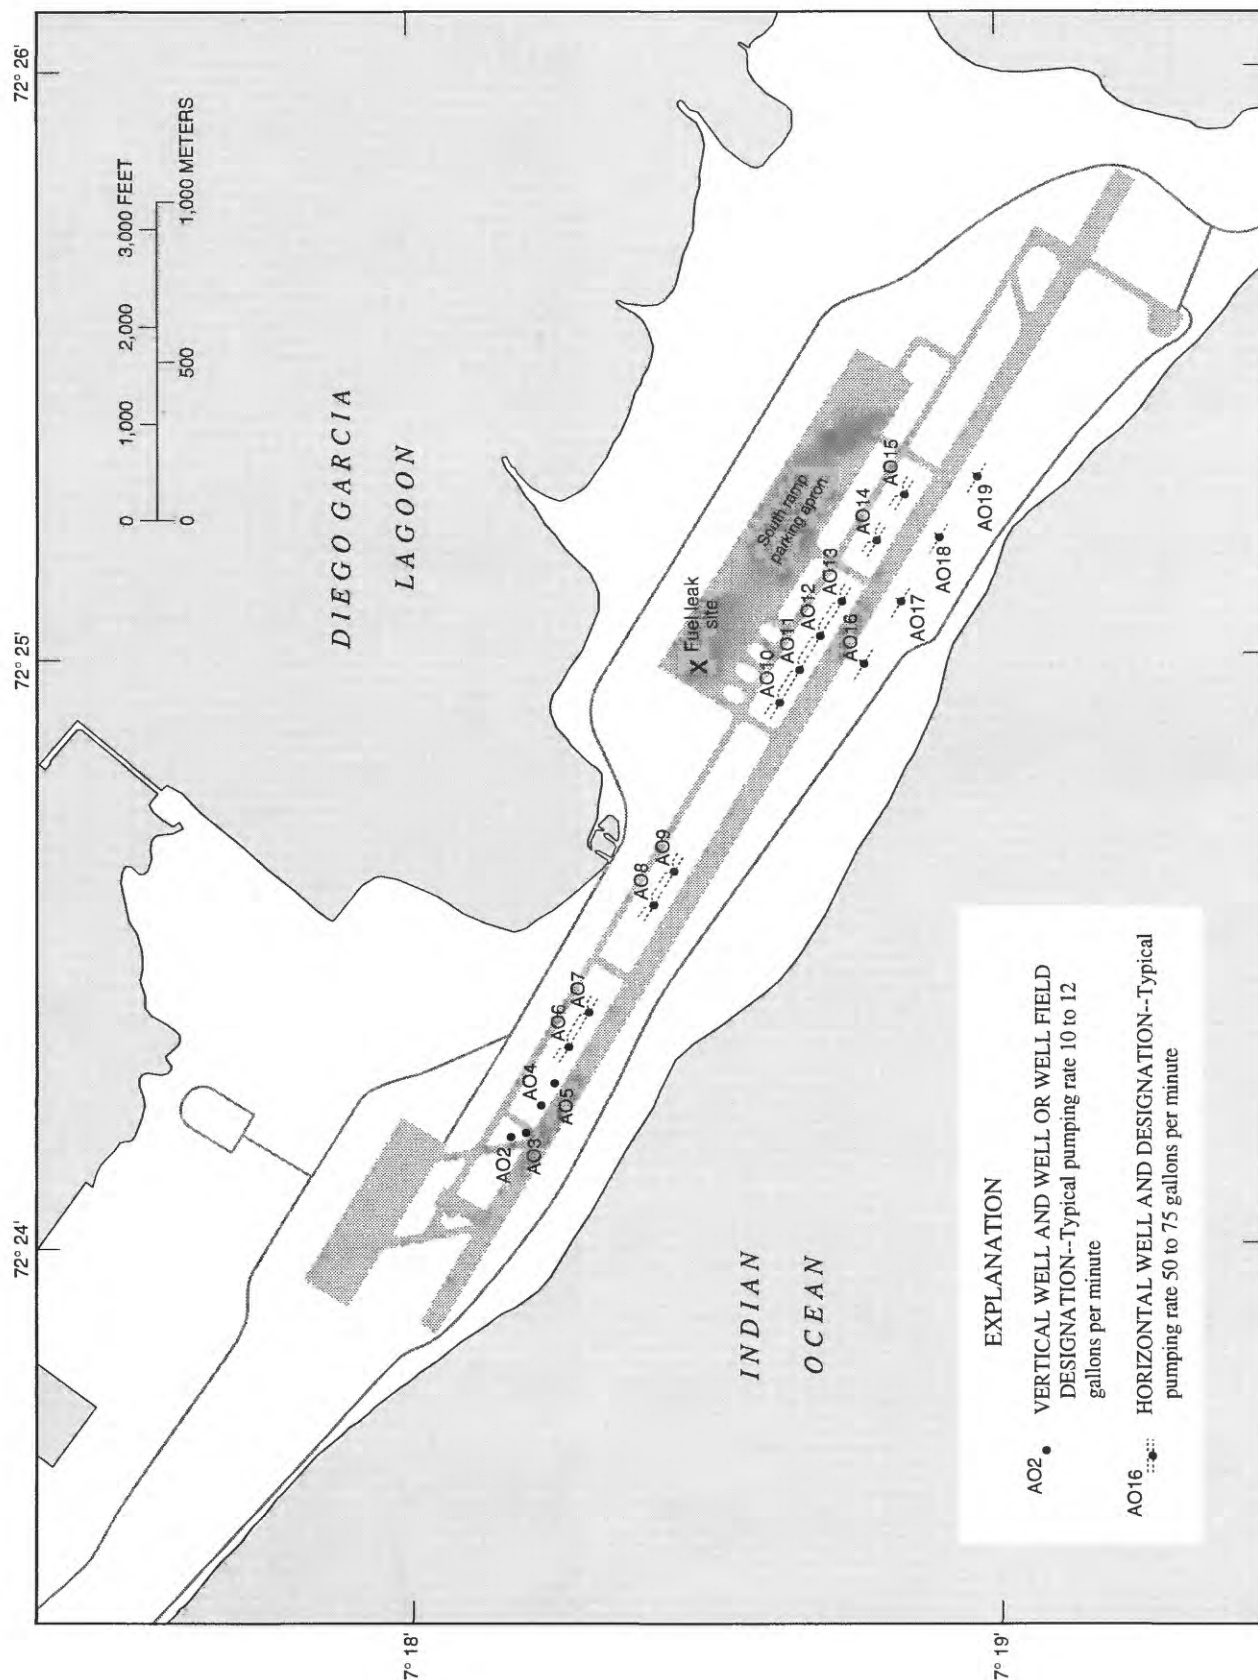 72° 24'
72° 25'
72° 26'
7° 18'
7° 19'
0 1,000 2,000 3,000 FEET
0 500 1,000 METERS
DIEGO GARCIA
LAGOON
INDIAN
OCEAN
Fuel leak
site
X
South ramp
parking apron
AO2
AO3
AO4
AO5
AO6
AO7
AO8
AO9
AO10
AO11
AO12
AO13
AO14
AO15
AO16
AO17
AO18
AO19
EXPLANATION
AO2 VERTICAL WELL AND WELL OR WELL FIELD
DESIGNATION--Typical pumping rate 10 to 12
gallons per minute
AO16 HORIZONTAL WELL AND DESIGNATION--Typical
pumping rate 50 to 75 gallons per minute